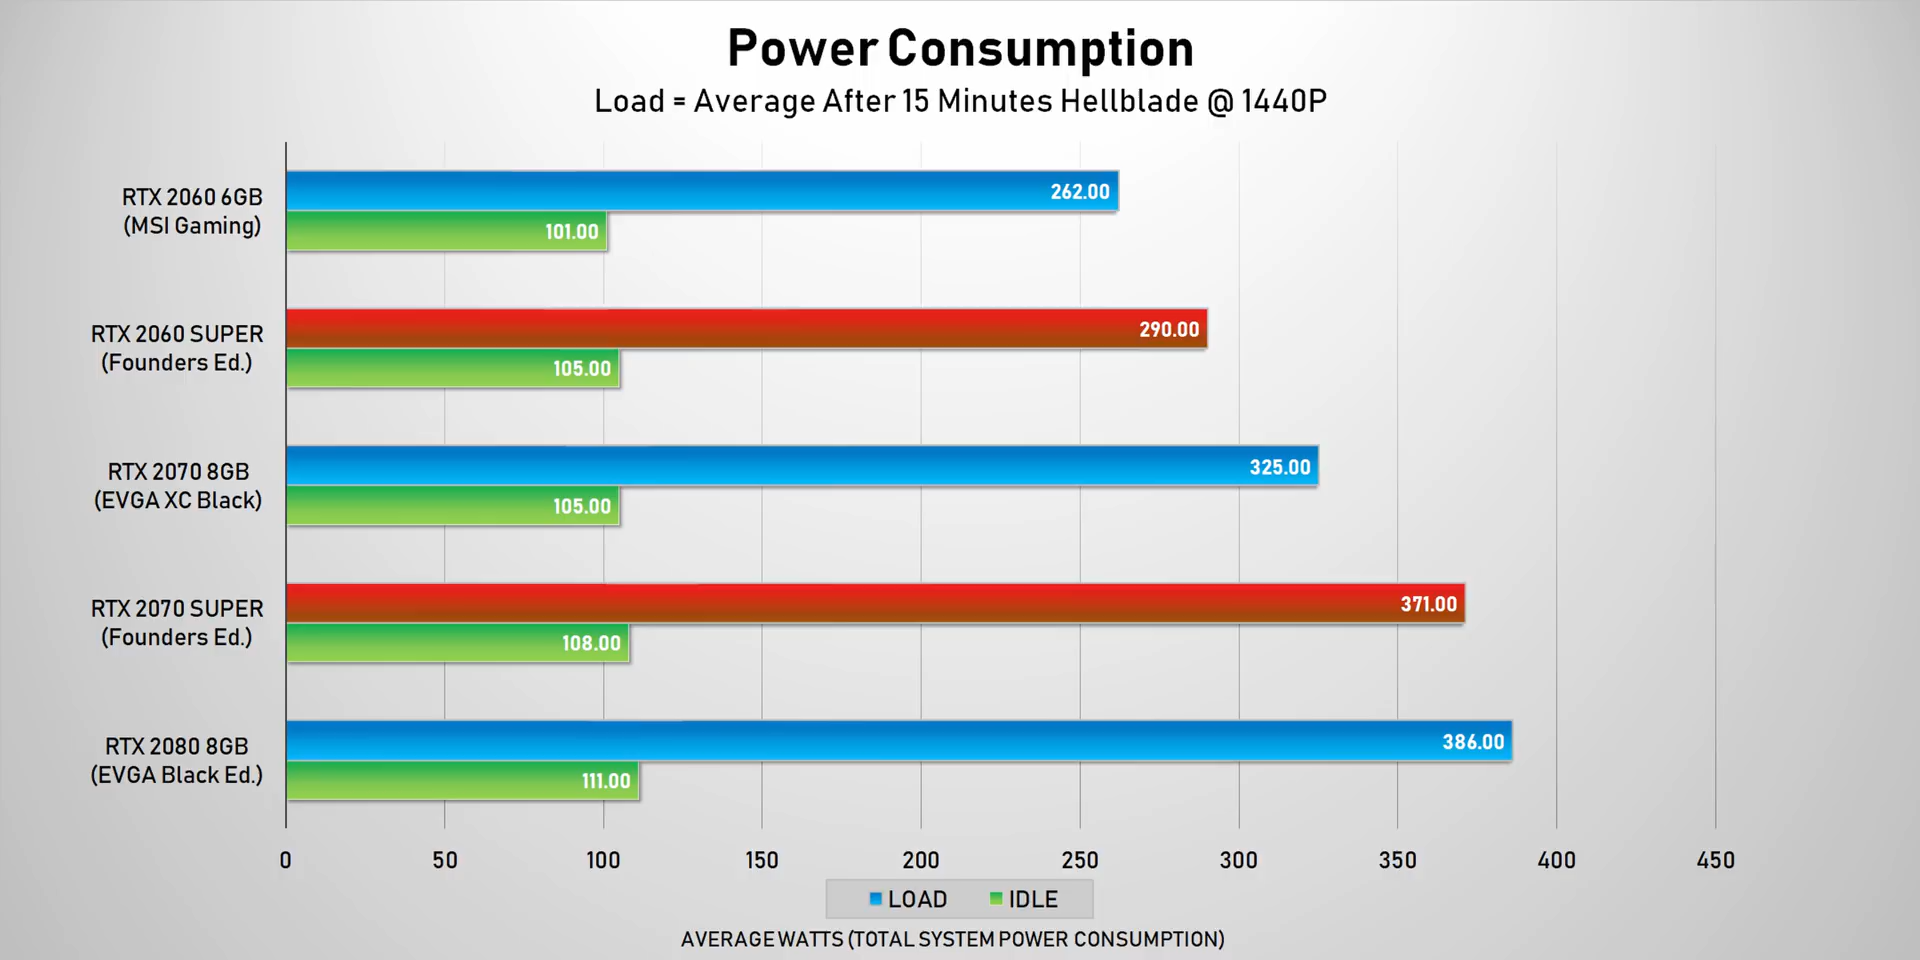 Power Consumption
Load = Average After 15 Minutes Hellblade @ 1440P
RTX 2060 6GB
(MSI Gaming)
262.00
101.00
RTX 2060 SUPER
(Founders Ed.)
290.00
105.00
RTX 2070 8GB
(EVGA XC Black)
325.00
105.00
RTX 2070 SUPER
(Founders Ed.)
371.00
108.00
RTX 2080 8GB
(EVGA Black Ed.)
386.00
111.00
0 50 100 150 200 250 300 350 400 450
LOAD IDLE
AVERAGE WATTS (TOTAL SYSTEM POWER CONSUMPTION)